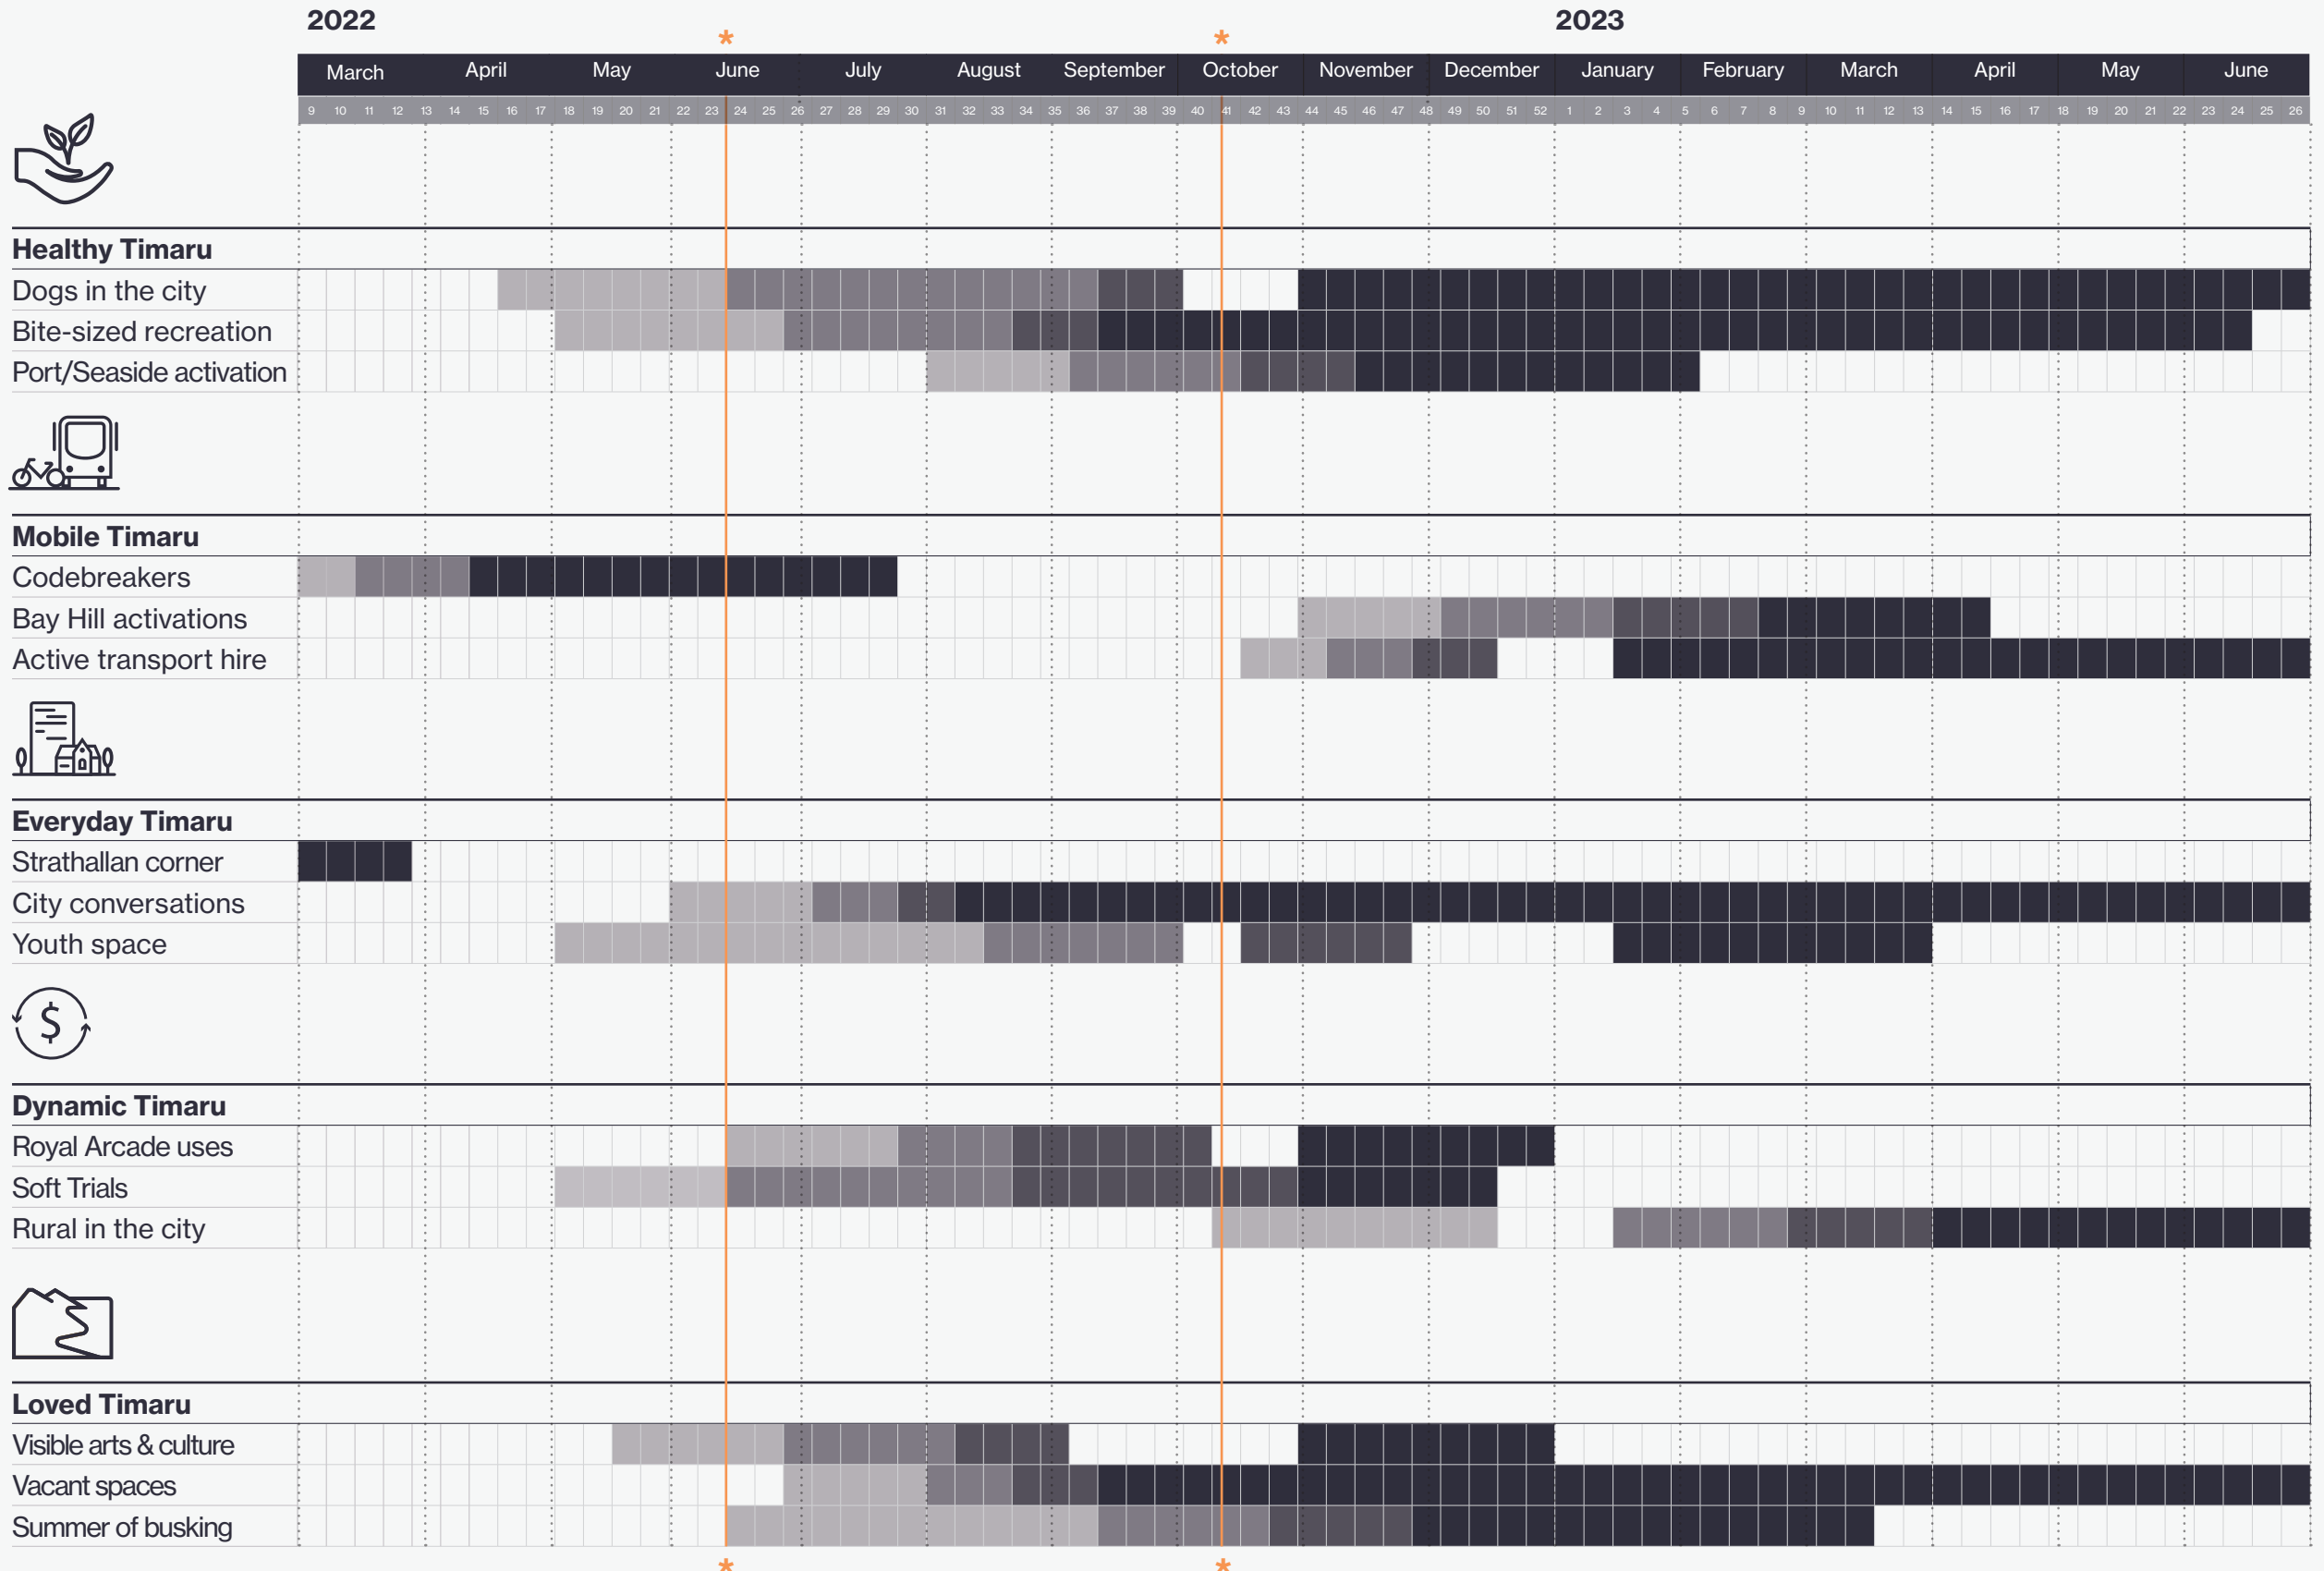 2022 2023
* *
March April May June July August September October November December January February March April May June
9 10 11 12 13 14 15 16 17 18 19 20 21 22 23 24 25 26 27 28 29 30 31 32 33 34 35 36 37 38 39 40 41 42 43 44 45 46 47 48 49 50 51 52 1 2 3 4 5 6 7 8 9 10 11 12 13 14 15 16 17 18 19 20 21 22 23 24 25 26
Healthy Timaru
Dogs in the city
Bite-sized recreation
Port/Seaside activation
Mobile Timaru
Codebreakers
Bay Hill activations
Active transport hire
Everyday Timaru
Strathallan corner
City conversations
Youth space
$
Dynamic Timaru
Royal Arcade uses
Soft Trials
Rural in the city
Loved Timaru
Visible arts & culture
Vacant spaces
Summer of busking
* *